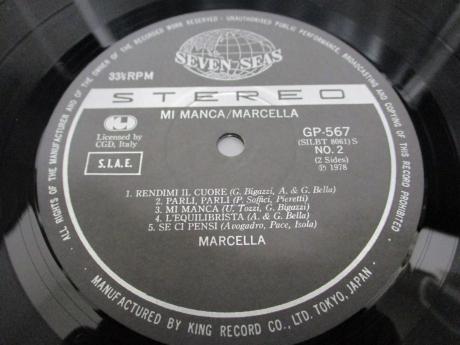 SEVEN SEAS
33⅓RPM
STEREO
MI MANCA/MARCELLA
Licensed by
CGD, Italy
S.I.A.E.
GP-567
(SILBT 8061) S
NO. 2
(2 Sides)
Ⓟ 1978
1. RENDIMI IL CUORE (G. Bigazzi, A. & G. Bella)
2. PARLI, PARLI (P. Soffici, Pieretti)
3. MI MANCA (U. Tozzi, G. Bigazzi)
4. L'EQUILIBRISTA (A. & G. Bella)
5. SE CI PENSI (Avogadro, Pace, Isola)
MARCELLA
ALL RIGHTS OF THE MANUFACTURER AND OF THE OWNER OF THE RECORDED WORK RESERVED — UNAUTHORISED PUBLIC PERFORMANCE, BROADCASTING AND COPYING OF THIS RECORD PROHIBITED
MANUFACTURED BY KING RECORD CO., LTD. TOKYO, JAPAN